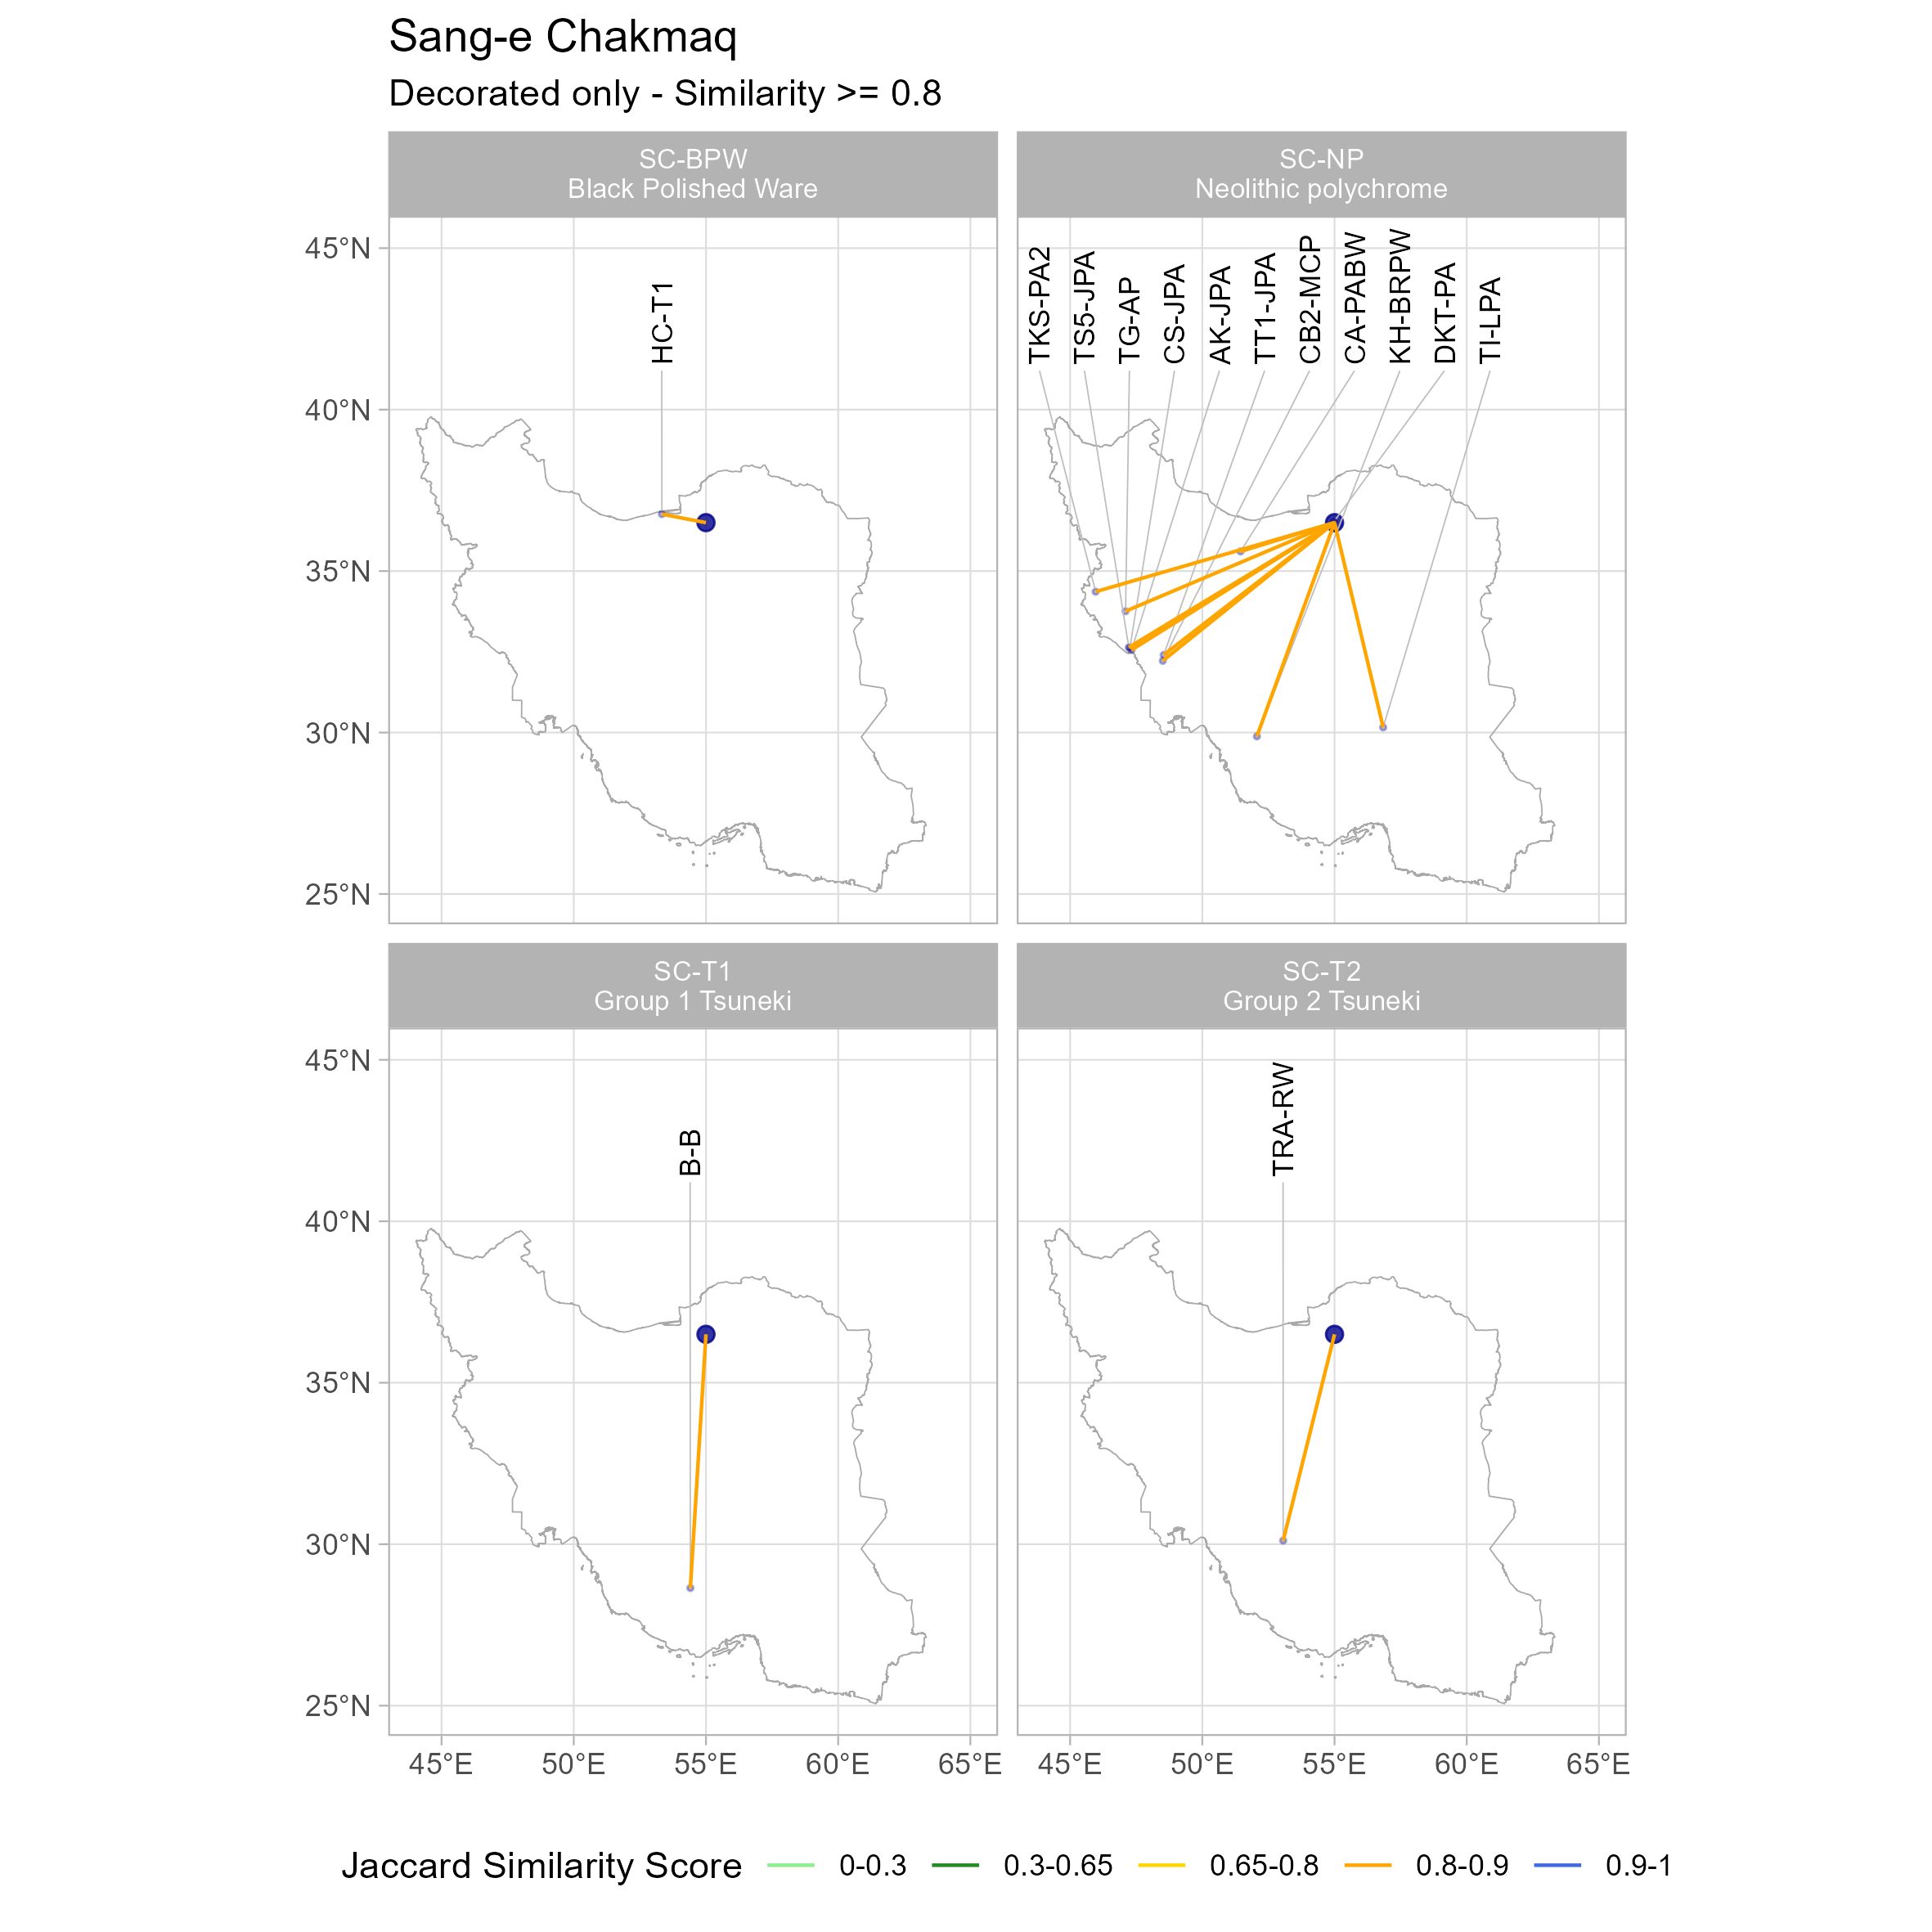 Sang-e Chakmaq
Decorated only - Similarity >= 0.8
SC-BPW
Black Polished Ware
SC-NP
Neolithic polychrome
45°N
40°N
35°N
30°N
25°N
HC-T1
TKS-PA2
TS5-JPA
TG-AP
CS-JPA
AK-JPA
TT1-JPA
CB2-MCP
CA-PABW
KH-BRPW
DKT-PA
TI-LPA
SC-T1
Group 1 Tsuneki
SC-T2
Group 2 Tsuneki
45°N
40°N
35°N
30°N
25°N
B-B
TRA-RW
45°E 50°E 55°E 60°E 65°E
45°E 50°E 55°E 60°E 65°E
Jaccard Similarity Score 0-0.3 0.3-0.65 0.65-0.8 0.8-0.9 0.9-1